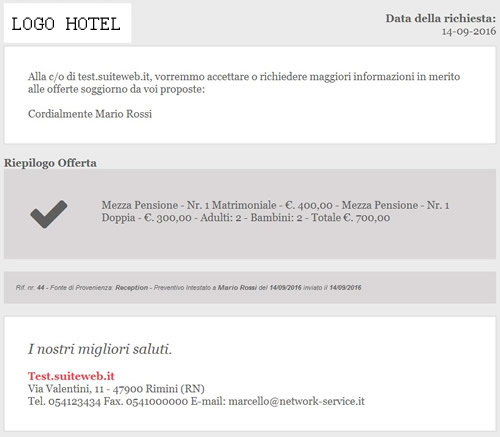 LOGO HOTEL
Data della richiesta:
14-09-2016
Alla c/o di test.suiteweb.it, vorremmo accettare o richiedere maggiori informazioni in merito
alle offerte soggiorno da voi proposte:
Cordialmente Mario Rossi
Riepilogo Offerta
Mezza Pensione - Nr. 1 Matrimoniale - €. 400,00 - Mezza Pensione - Nr. 1
Doppia - €. 300,00 - Adulti: 2 - Bambini: 2 - Totale €. 700,00
Rif. nr. 44 - Fonte di Provenienza: Reception - Preventivo intestato a Mario Rossi del 14/09/2016 inviato il 14/09/2016
I nostri migliori saluti.
Test.suiteweb.it
Via Valentini, 11 - 47900 Rimini (RN)
Tel. 054123434 Fax. 0541000000 E-mail: marcello@network-service.it